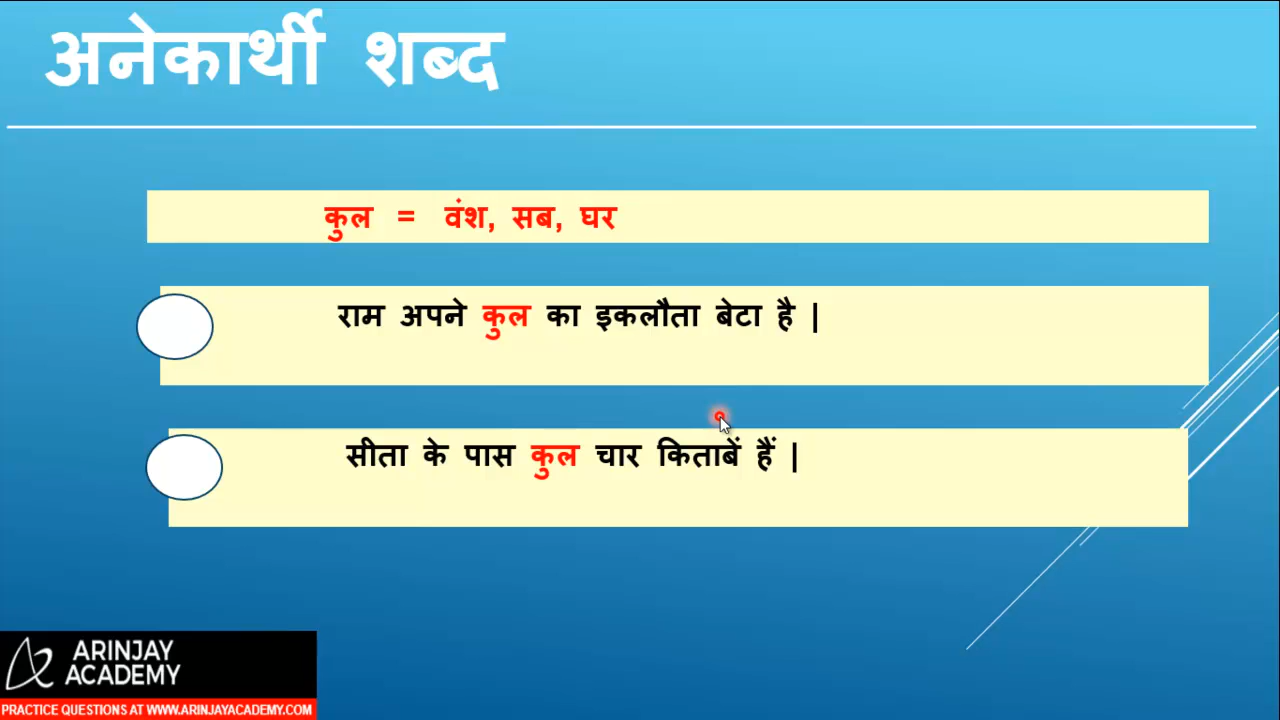 अनेकार्थी शब्द
कुल = वंश, सब, घर
राम अपने कुल का इकलौता बेटा है |
सीता के पास कुल चार किताबें हैं |
ARINJAY
ACADEMY
PRACTICE QUESTIONS AT WWW.ARINJAYACADEMY.COM